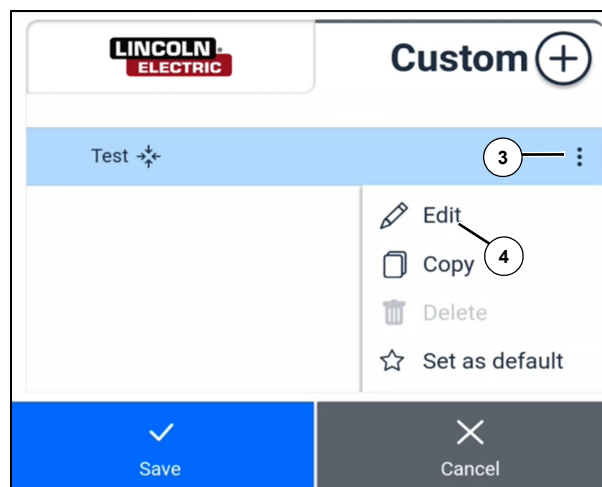 LINCOLN
ELECTRIC
Custom
Test
3
Edit
4
Copy
Delete
Set as default
Save
Cancel